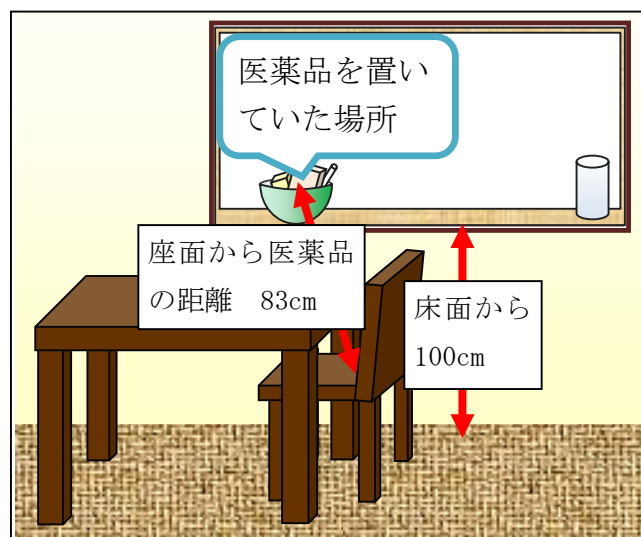 医薬品を置い
ていた場所
座面から医薬品
の距離　83cm
床面から
100cm